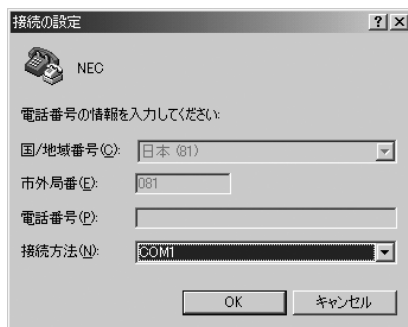 接続の設定
NEC
電話番号の情報を入力してください:
国/地域番号(C): 日本 (81)
市外局番(E): 081
電話番号(P):
接続方法(N): COM1
OK キャンセル